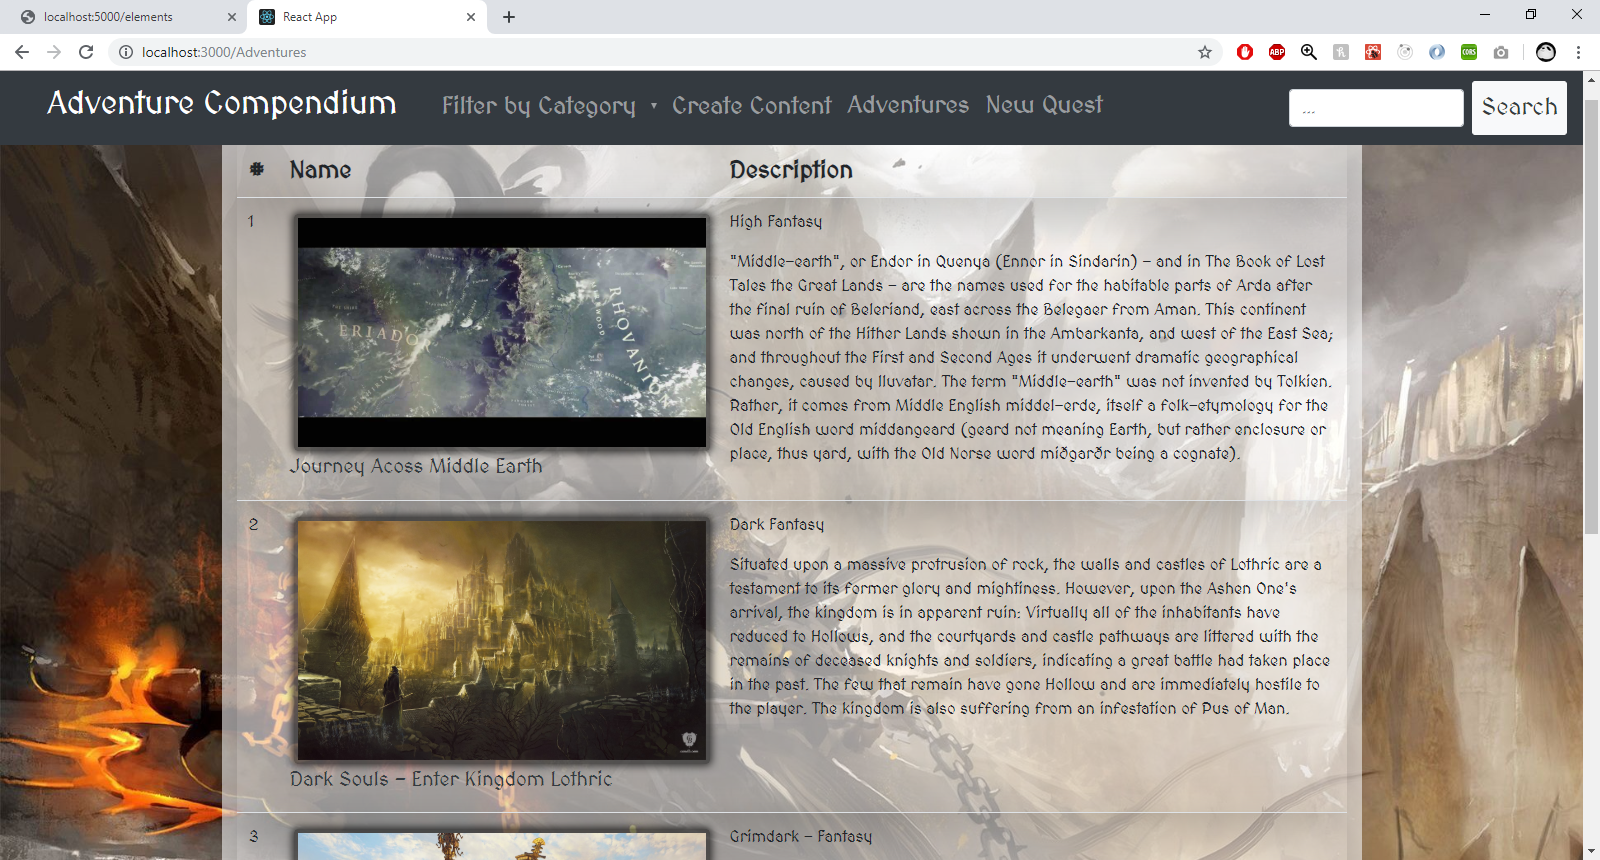 localhost:5000/elements
React App
localhost:3000/Adventures
ABP
CORS
Adventure Compendium
Filter by Category
Create Content
Adventures
New Quest
...
Search
# Name Description
1
ERIADOR
RHOVANI
Journey Acoss Middle Earth
High Fantasy
"Middle-earth", or Endor in Quenya (Ennor in Sindarin) - and in The Book of Lost
Tales the Great Lands - are the names used for the habitable parts of Arda after
the final ruin of Beleriand, east across the Belegaer from Aman. This continent
was north of the Hither Lands shown in the Ambarkanta, and west of the East Sea;
and throughout the First and Second Ages it underwent dramatic geographical
changes, caused by Iluvatar. The term "Middle-earth" was not invented by Tolkien.
Rather, it comes from Middle English middel-erde, itself a folk-etymology for the
Old English word middangeard (geard not meaning Earth, but rather enclosure or
place, thus yard, with the Old Norse word miðgarðr being a cognate).
2
Dark Souls - Enter Kingdom Lothric
Dark Fantasy
Situated upon a massive protrusion of rock, the walls and castles of Lothric are a
testament to its former glory and mightiness. However, upon the Ashen One's
arrival, the kingdom is in apparent ruin: Virtually all of the inhabitants have
reduced to Hollows, and the courtyards and castle pathways are littered with the
remains of deceased knights and soldiers, indicating a great battle had taken place
in the past. The few that remain have gone Hollow and are immediately hostile to
the player. The kingdom is also suffering from an infestation of Pus of Man.
3
Grimdark - Fantasy